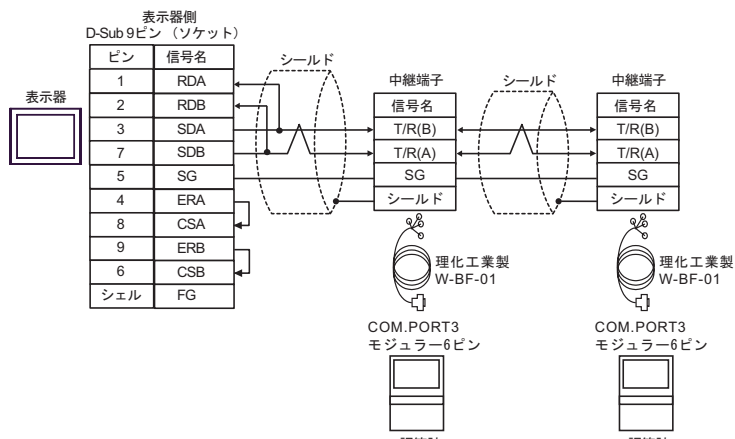 表示器側
D-Sub 9ピン （ソケット）
ピン 信号名
1 RDA
2 RDB
3 SDA
7 SDB
5 SG
4 ERA
8 CSA
9 ERB
6 CSB
シェル FG
表示器
シールド
中継端子
信号名
T/R(B)
T/R(A)
SG
シールド
シールド
中継端子
信号名
T/R(B)
T/R(A)
SG
シールド
理化工業製
W-BF-01
COM.PORT3
モジュラー6ピン
理化工業製
W-BF-01
COM.PORT3
モジュラー6ピン